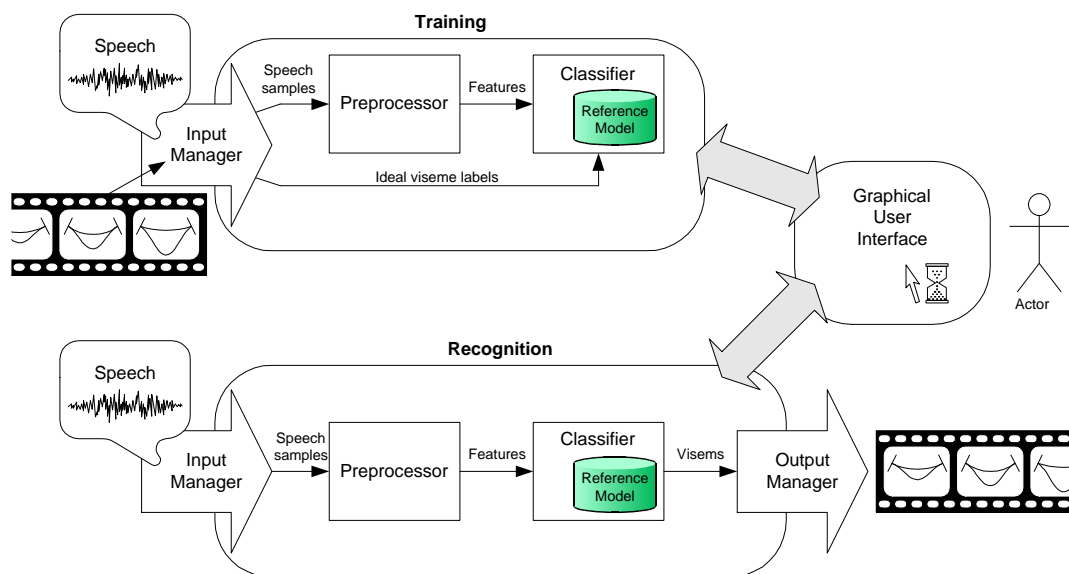 Training
Speech
Speech
samples
Preprocessor
Features
Classifier
Reference
Model
Input
Manager
Ideal viseme labels
Graphical
User
Interface
Actor
Recognition
Speech
Input
Manager
Speech
samples
Preprocessor
Features
Classifier
Reference
Model
Visems
Output
Manager